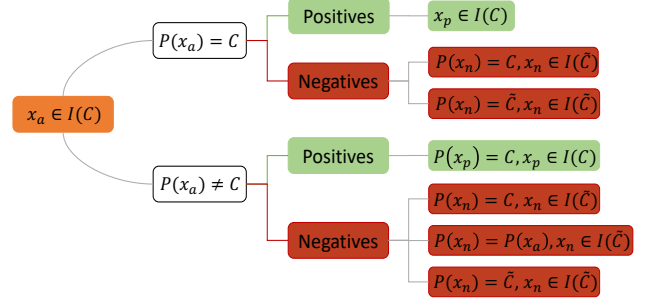 x_a ∈ I(C)
P(x_a) = C
Positives
x_p ∈ I(C)
Negatives
P(x_n) = C, x_n ∈ I(C̃)
P(x_n) = C̃, x_n ∈ I(C̃)
P(x_a) ≠ C
Positives
P(x_p) = C, x_p ∈ I(C)
Negatives
P(x_n) = C, x_n ∈ I(C̃)
P(x_n) = P(x_a), x_n ∈ I(C̃)
P(x_n) = C̃, x_n ∈ I(C̃)